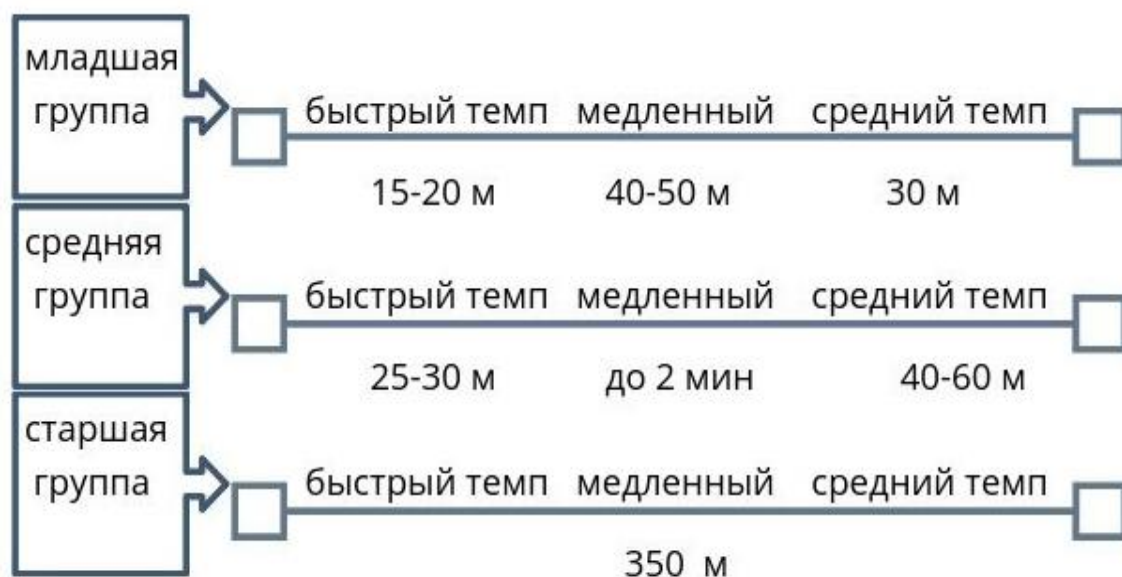 младшая
группа
быстрый темп медленный средний темп
15-20 м 40-50 м 30 м
средняя
группа
быстрый темп медленный средний темп
25-30 м до 2 мин 40-60 м
старшая
группа
быстрый темп медленный средний темп
350 м